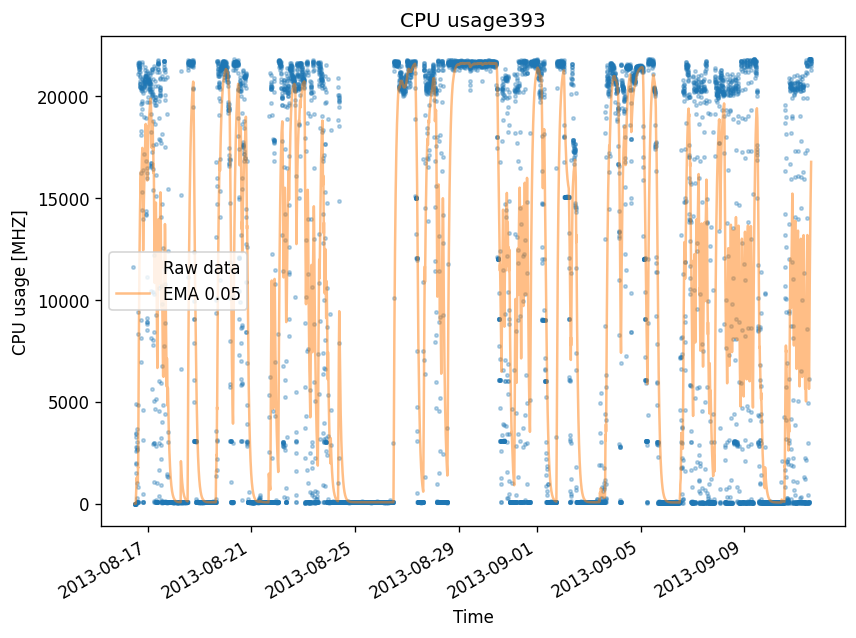 CPU usage393
CPU usage [MHZ]
20000
15000
10000
5000
0
Raw data
EMA 0.05
2013-08-17
2013-08-21
2013-08-25
2013-08-29
2013-09-01
2013-09-05
2013-09-09
Time